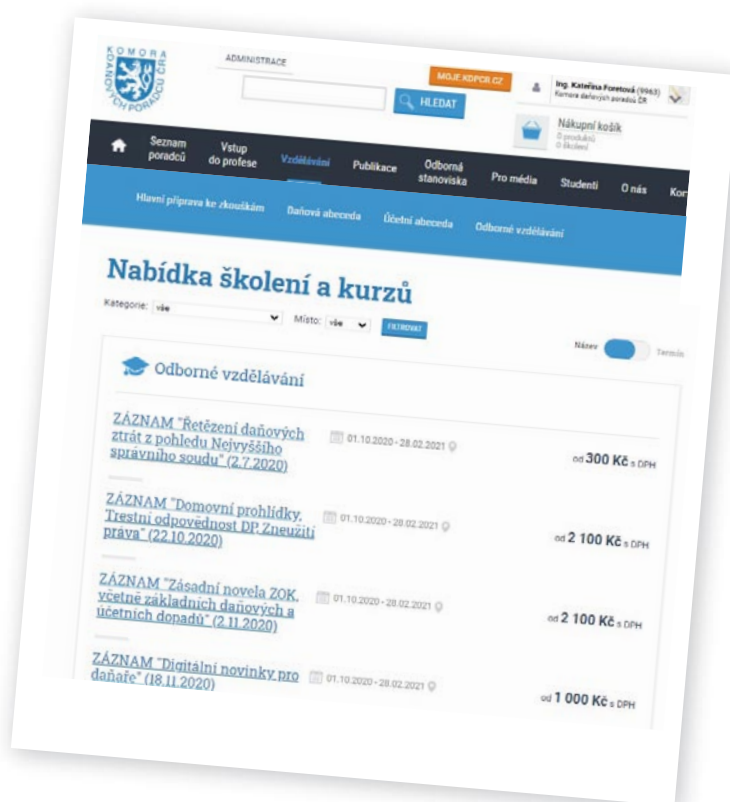 KOMORA
DAŇOVÝCH PORADCŮ ČR
ADMINISTRACE
MOJE.KDPCR.CZ
Ing. Kateřina Foretová (9963)
Komora daňových poradců ČR
HLEDAT
Nákupní košík
0 produktů
0 školení
Seznam
poradců
Vstup
do profese
Vzdělávání
Publikace
Odborná
stanoviska
Pro média
Studenti
O nás
Kon
Hlavní příprava ke zkouškám
Daňová abeceda
Účetní abeceda
Odborné vzdělávání
Nabídka školení a kurzů
Kategorie: vše
Místo: vše
FILTROVAT
Název
Termín
Odborné vzdělávání
ZÁZNAM "Řetězení daňových
ztrát z pohledu Nejvyššího
správního soudu" (2.7.2020)
01.10.2020 - 28.02.2021
od 300 Kč s DPH
ZÁZNAM "Domovní prohlídky,
Trestní odpovědnost DP, Zneužití
práva" (22.10.2020)
01.10.2020 - 28.02.2021
od 2 100 Kč s DPH
ZÁZNAM "Zásadní novela ZOK,
včetně základních daňových a
účetních dopadů" (2.11.2020)
01.10.2020 - 28.02.2021
od 2 100 Kč s DPH
ZÁZNAM "Digitální novinky pro
daňaře" (18.11.2020)
01.10.2020 - 28.02.2021
od 1 000 Kč s DPH